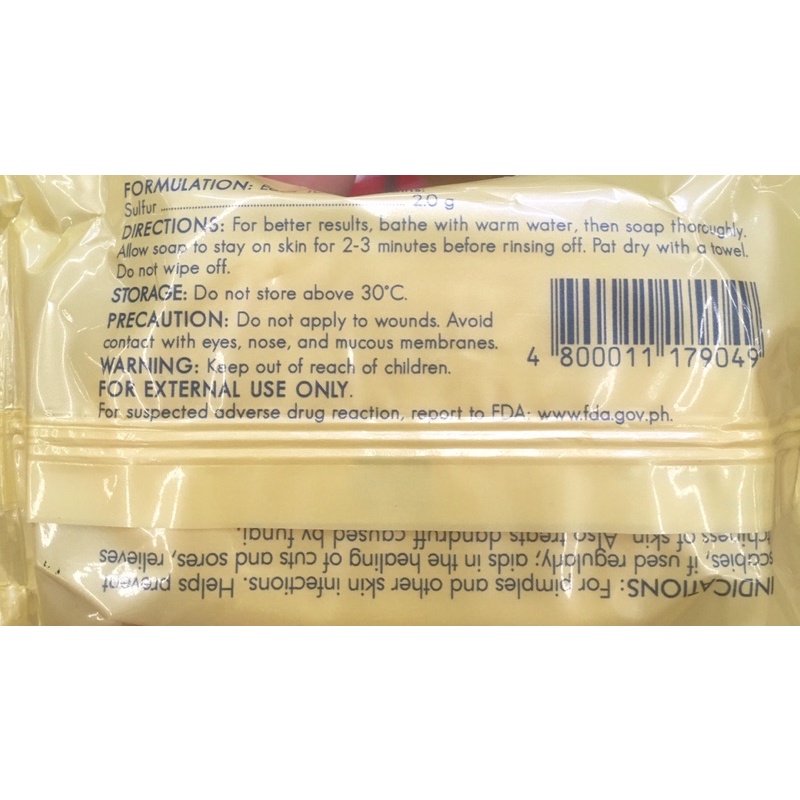 FORMULATION:
Sulfur ........................................ 2.0 g
DIRECTIONS: For better results, bathe with warm water, then soap thoroughly.
Allow soap to stay on skin for 2-3 minutes before rinsing off. Pat dry with a towel.
Do not wipe off.
STORAGE: Do not store above 30°C.
PRECAUTION: Do not apply to wounds. Avoid
contact with eyes, nose, and mucous membranes.
WARNING: Keep out of reach of children.
FOR EXTERNAL USE ONLY.
For suspected adverse drug reaction, report to FDA: www.fda.gov.ph.
4 800011 179049
INDICATIONS: For pimples and other skin infections. Helps prevent
scabies, if used regularly; aids in the healing of cuts and sores, relieves
itchiness of skin. Also treats dandruff caused by fungi.